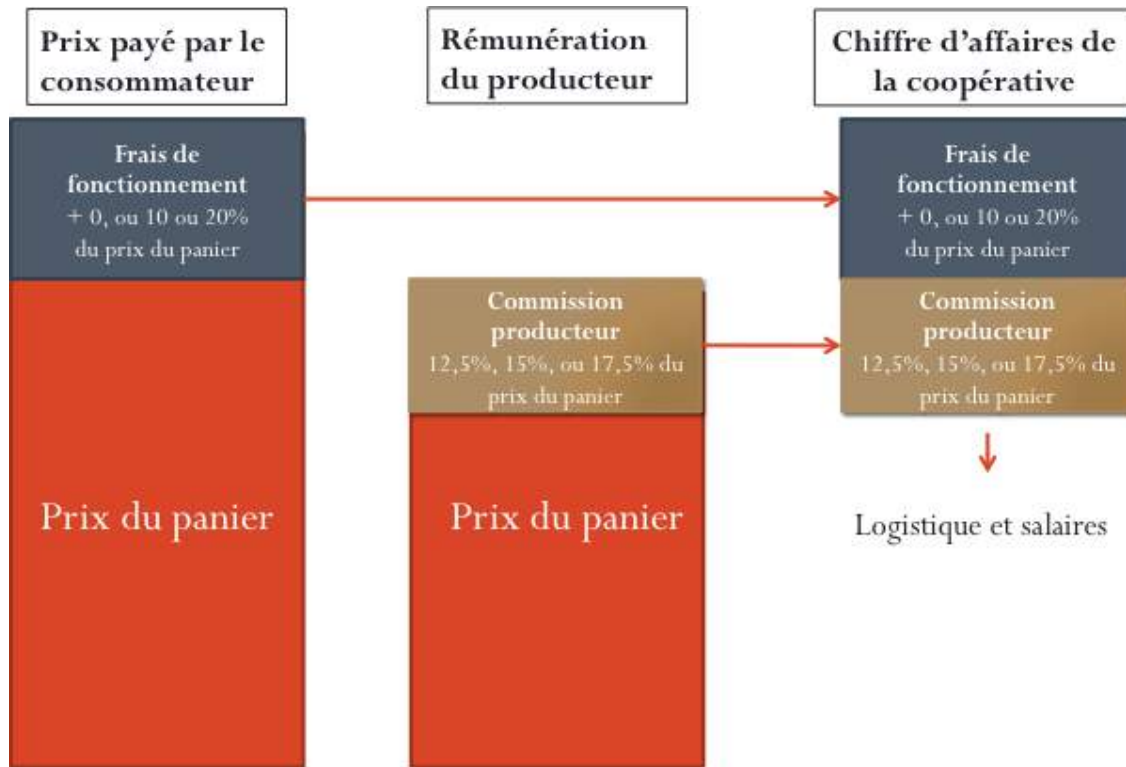 Prix payé par le
consommateur
Rémunération
du producteur
Chiffre d'affaires de
la coopérative
Frais de
fonctionnement
+ 0, ou 10 ou 20%
du prix du panier
Frais de
fonctionnement
+ 0, ou 10 ou 20%
du prix du panier
Commission
producteur
12,5%, 15%, ou 17,5% du
prix du panier
Commission
producteur
12,5%, 15%, ou 17,5% du
prix du panier
Prix du panier
Prix du panier
Logistique et salaires